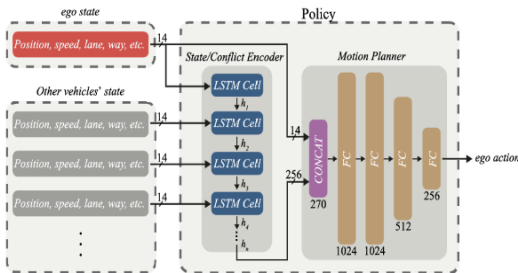 ego state
Position, speed, lane, way, etc.
14
Other vehicles' state
Position, speed, lane, way, etc.
14
Position, speed, lane, way, etc.
14
Position, speed, lane, way, etc.
14
Policy
State/Conflict Encoder
LSTM Cell
h1
LSTM Cell
h2
LSTM Cell
h3
LSTM Cell
h4
hn
Motion Planner
14
256
CONCAT
270
FC
1024
FC
1024
FC
512
FC
256
ego action